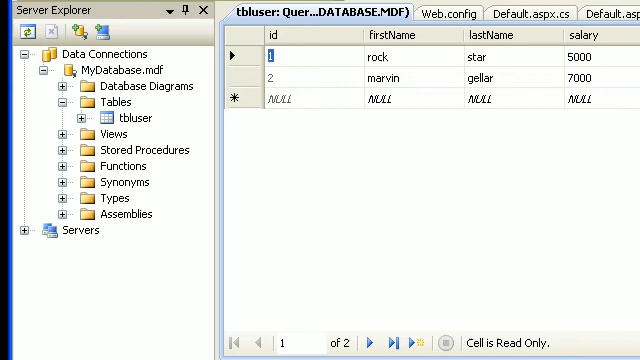 Server Explorer
Data Connections
MyDatabase.mdf
Database Diagrams
Tables
tbluser
Views
Stored Procedures
Functions
Synonyms
Types
Assemblies
Servers
tbluser: Quer...DATABASE.MDF) Web.config Default.aspx.cs Default.as
id firstName lastName salary
1 rock star 5000
2 marvin gellar 7000
NULL NULL NULL NULL
1 of 2 Cell is Read Only.